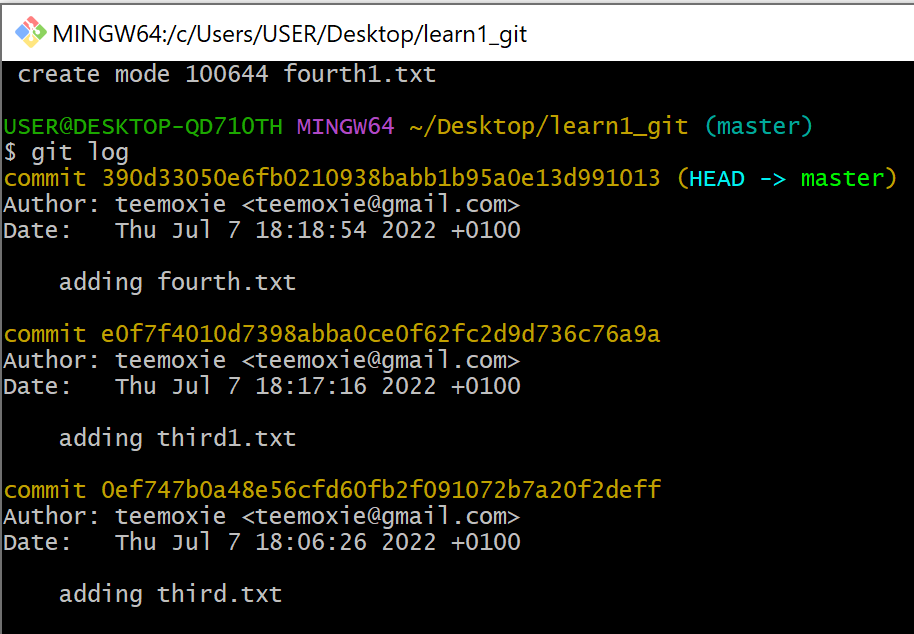 MINGW64:/c/Users/USER/Desktop/learn1_git
create mode 100644 fourth1.txt
USER@DESKTOP-QD71OTH MINGW64 ~/Desktop/learn1_git (master)
$ git log
commit 390d33050e6fb0210938babb1b95a0e13d991013 (HEAD -> master)
Author: teemoxie <teemoxie@gmail.com>
Date:   Thu Jul 7 18:18:54 2022 +0100
    adding fourth.txt
commit e0f7f4010d7398abba0ce0f62fc2d9d736c76a9a
Author: teemoxie <teemoxie@gmail.com>
Date:   Thu Jul 7 18:17:16 2022 +0100
    adding third1.txt
commit 0ef747b0a48e56cfd60fb2f091072b7a20f2deff
Author: teemoxie <teemoxie@gmail.com>
Date:   Thu Jul 7 18:06:26 2022 +0100
    adding third.txt